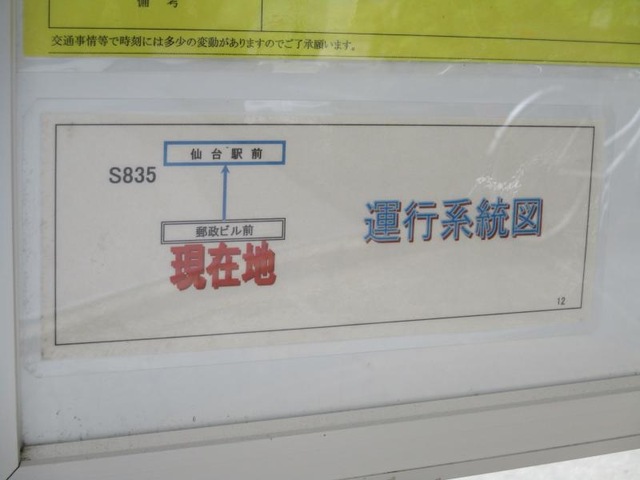 備考
交通事情等で時刻には多少の変動がありますのでご了承願います。
仙台駅前
S835
郵政ビル前
現在地
運行系統図
12